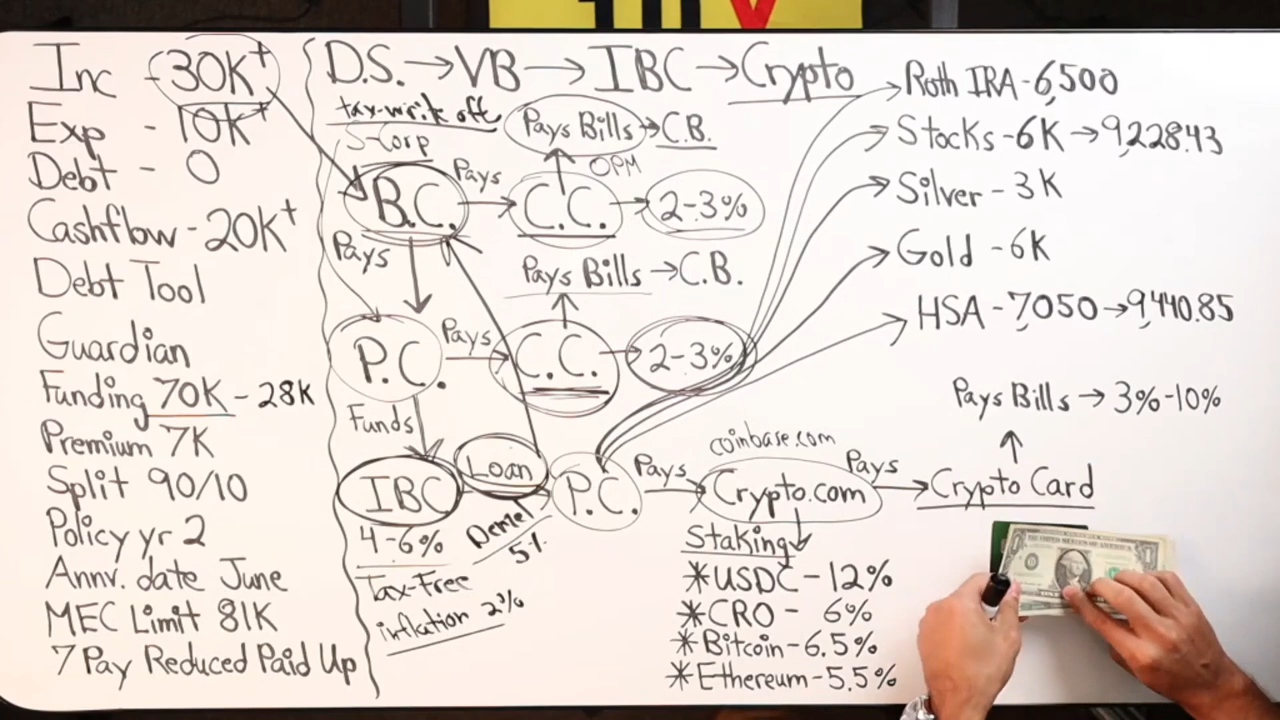 Inc - 30K+
Exp - 10K+
Debt - 0
Cashflow - 20K+
Debt Tool
Guardian
Funding 70K - 28K
Premium 7K
Split 90/10
Policy yr 2
Annv. date June
MEC Limit 81K
7 Pay Reduced Paid Up
D.S. → VB → IBC → Crypto
tax-write off
S-Corp
Pays Bills → C.B.
OPM
B.C. Pays C.C. → 2-3%
Pays
Pays Bills → C.B.
P.C. Pays C.C. → 2-3%
Funds
IBC Loan P.C. Pays Crypto.com Pays Crypto Card
coinbase.com
4-6%
5%
Tax-Free
inflation 2%
Staking
*USDC - 12%
*CRO - 6%
*Bitcoin - 6.5%
*Ethereum - 5.5%
Roth IRA - 6,500
Stocks - 6K → 9,228.43
Silver - 3K
Gold - 6K
HSA - 7,050 → 9,440.85
Pays Bills → 3%-10%